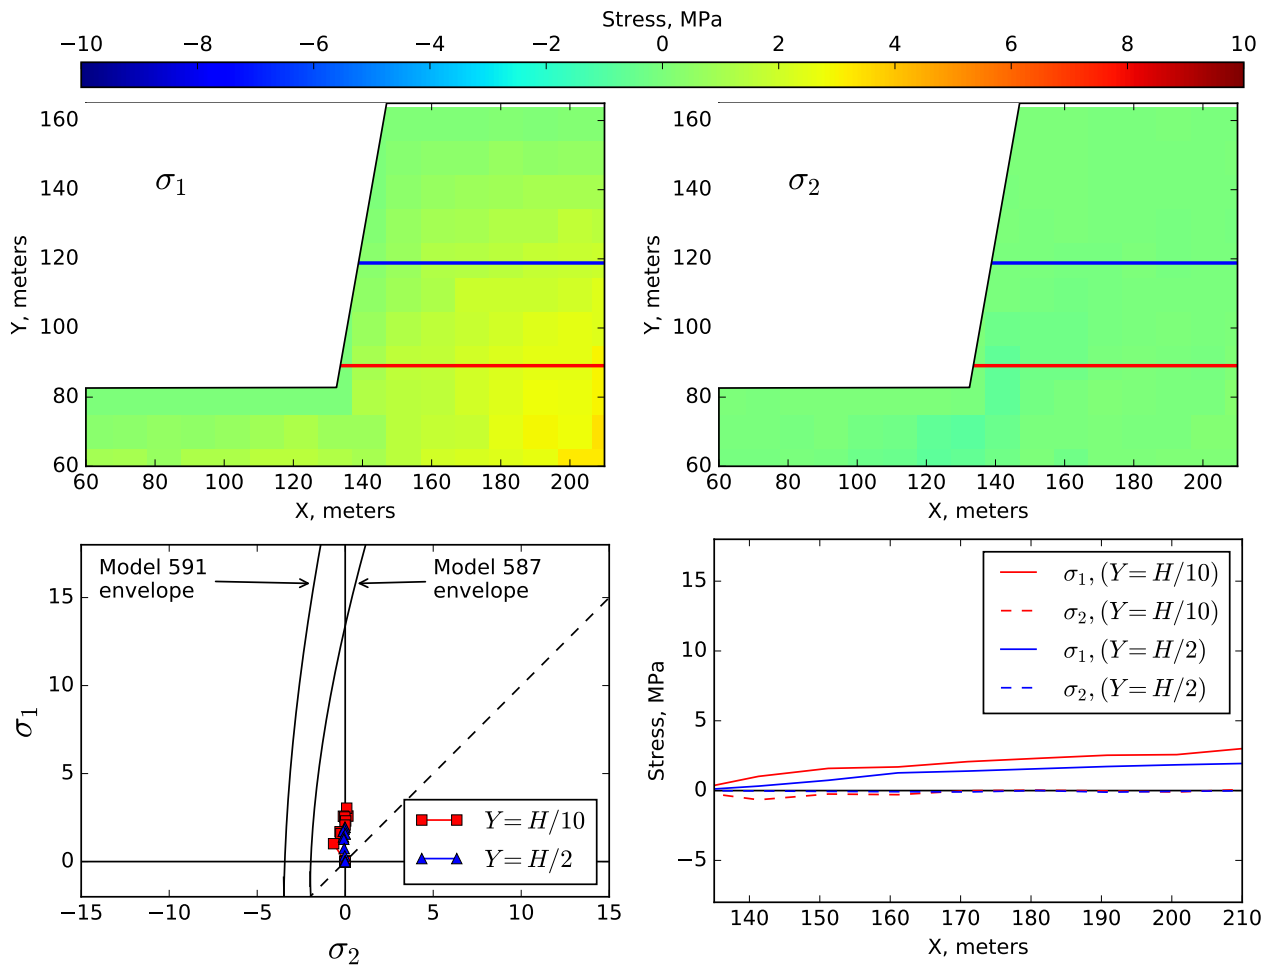 Stress, MPa
−10 −8 −6 −4 −2 0 2 4 6 8 10
σ1
160
140
120
100
80
60
Y, meters
60 80 100 120 140 160 180 200
X, meters
σ2
160
140
120
100
80
60
Y, meters
60 80 100 120 140 160 180 200
X, meters
Model 591
envelope
Model 587
envelope
15
10
5
0
σ1
Y=H/10
Y=H/2
−15 −10 −5 0 5 10 15
σ2
σ1, (Y=H/10)
σ2, (Y=H/10)
σ1, (Y=H/2)
σ2, (Y=H/2)
15
10
5
0
−5
Stress, MPa
140 150 160 170 180 190 200 210
X, meters